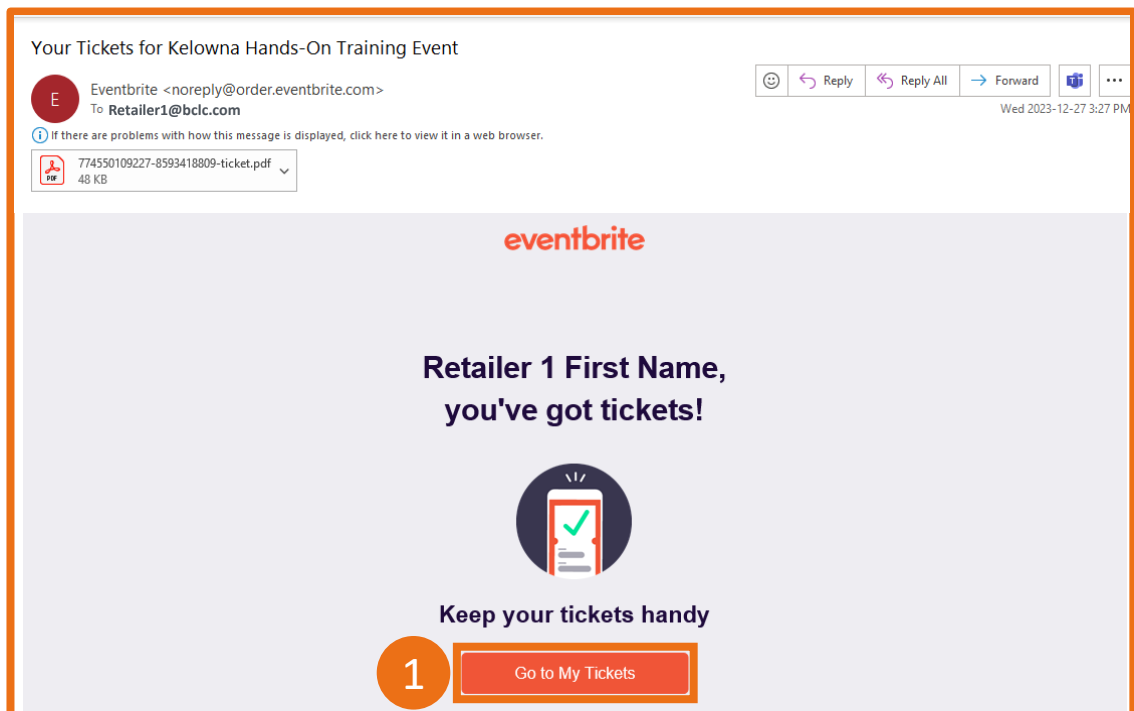 Your Tickets for Kelowna Hands-On Training Event
E
Eventbrite <noreply@order.eventbrite.com>
To Retailer1@bclc.com
Reply
Reply All
Forward
Wed 2023-12-27 3:27 PM
If there are problems with how this message is displayed, click here to view it in a web browser.
PDF
774550109227-8593418809-ticket.pdf
48 KB
eventbrite
Retailer 1 First Name,
you've got tickets!
Keep your tickets handy
1
Go to My Tickets